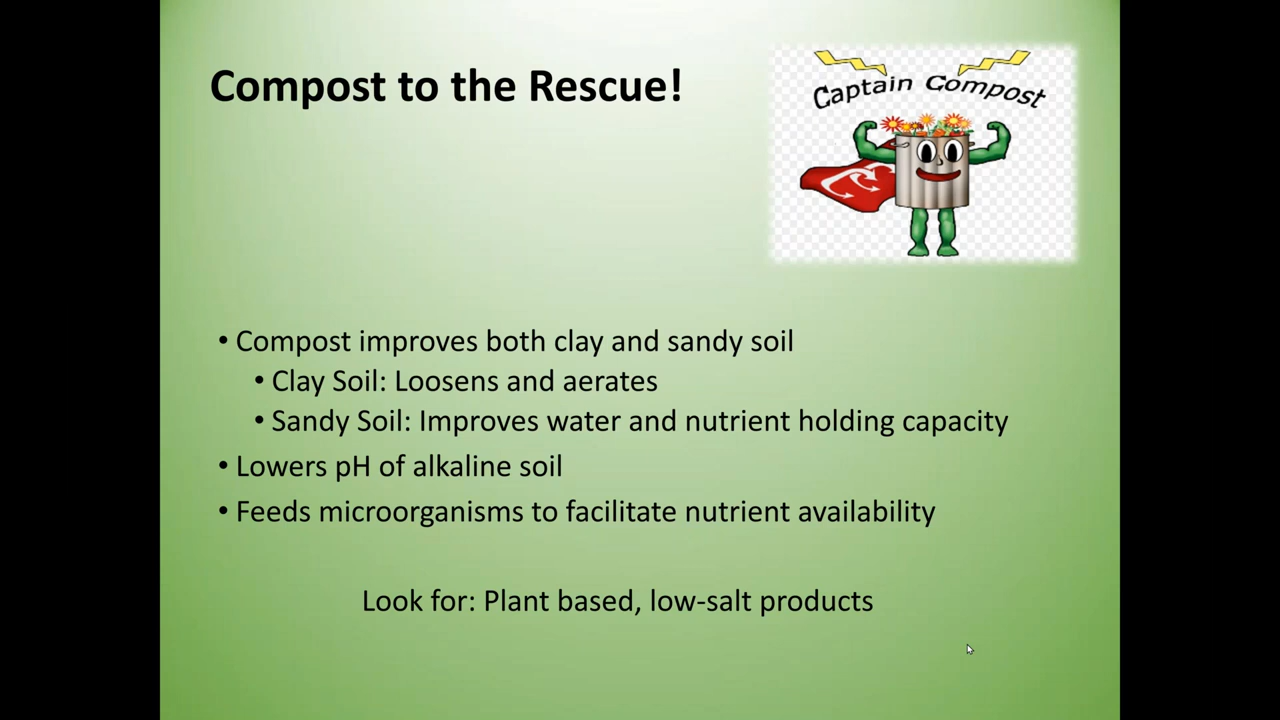 Compost to the Rescue!
Captain Compost
• Compost improves both clay and sandy soil
• Clay Soil: Loosens and aerates
• Sandy Soil: Improves water and nutrient holding capacity
• Lowers pH of alkaline soil
• Feeds microorganisms to facilitate nutrient availability
Look for: Plant based, low-salt products